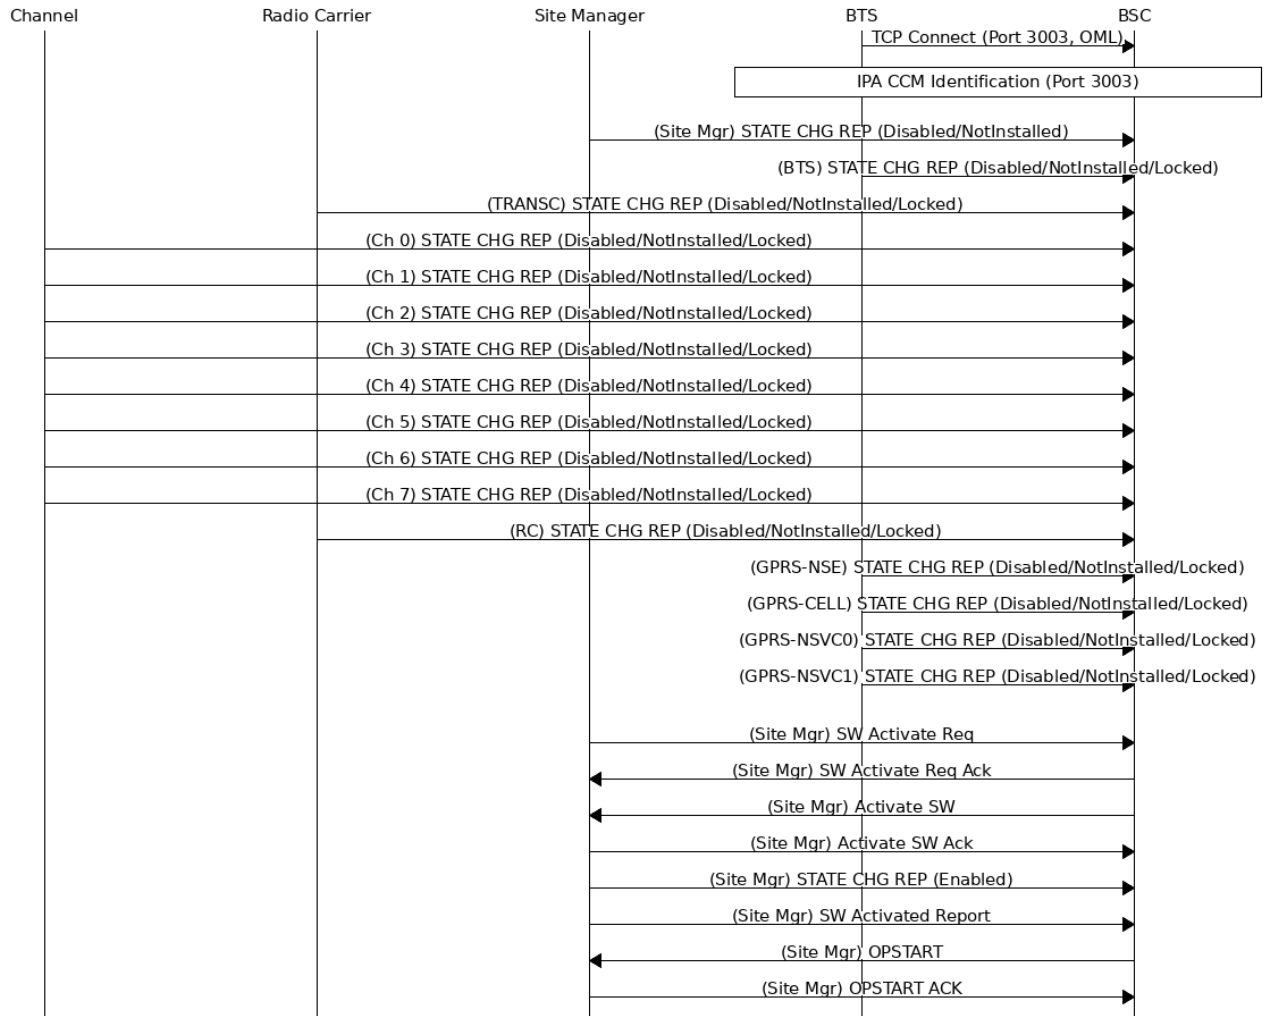 Channel Radio Carrier Site Manager BTS BSC
TCP Connect (Port 3003, OML)
IPA CCM Identification (Port 3003)
(Site Mgr) STATE CHG REP (Disabled/NotInstalled)
(BTS) STATE CHG REP (Disabled/NotInstalled/Locked)
(TRANSC) STATE CHG REP (Disabled/NotInstalled/Locked)
(Ch 0) STATE CHG REP (Disabled/NotInstalled/Locked)
(Ch 1) STATE CHG REP (Disabled/NotInstalled/Locked)
(Ch 2) STATE CHG REP (Disabled/NotInstalled/Locked)
(Ch 3) STATE CHG REP (Disabled/NotInstalled/Locked)
(Ch 4) STATE CHG REP (Disabled/NotInstalled/Locked)
(Ch 5) STATE CHG REP (Disabled/NotInstalled/Locked)
(Ch 6) STATE CHG REP (Disabled/NotInstalled/Locked)
(Ch 7) STATE CHG REP (Disabled/NotInstalled/Locked)
(RC) STATE CHG REP (Disabled/NotInstalled/Locked)
(GPRS-NSE) STATE CHG REP (Disabled/NotInstalled/Locked)
(GPRS-CELL) STATE CHG REP (Disabled/NotInstalled/Locked)
(GPRS-NSVC0) STATE CHG REP (Disabled/NotInstalled/Locked)
(GPRS-NSVC1) STATE CHG REP (Disabled/NotInstalled/Locked)
(Site Mgr) SW Activate Req
(Site Mgr) SW Activate Req Ack
(Site Mgr) Activate SW
(Site Mgr) Activate SW Ack
(Site Mgr) STATE CHG REP (Enabled)
(Site Mgr) SW Activated Report
(Site Mgr) OPSTART
(Site Mgr) OPSTART ACK